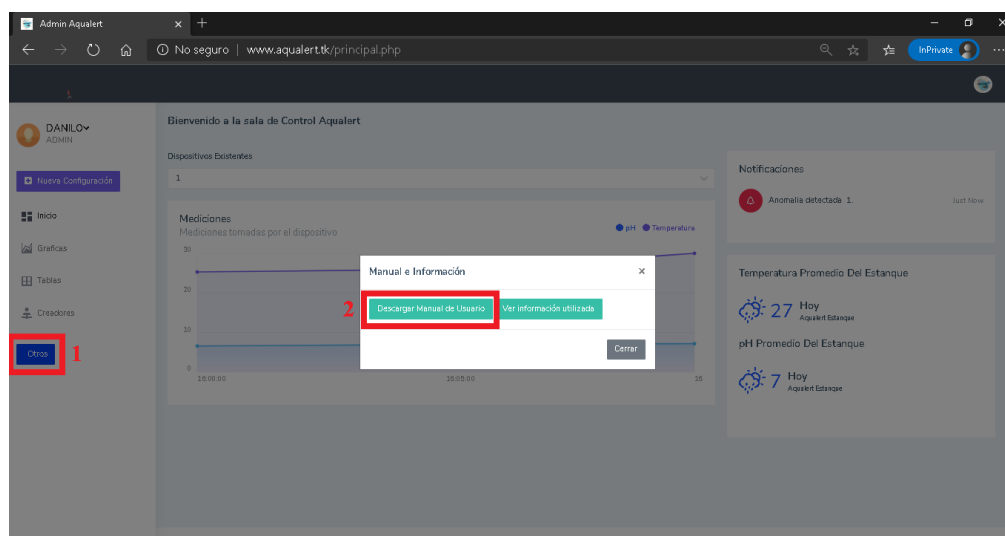 Admin Aqualert
No seguro | www.aqualert.tk/principal.php
InPrivate
1
DANILO
ADMIN
Nueva Configuración
Inicio
Graficas
Tablas
Creadores
Otros
1
Bienvenido a la sala de Control Aqualert
Dispositivos Existentes
1
Mediciones
Mediciones tomadas por el dispositivo
pH Temperatura
30
20
10
0
16:00:00 16:05:00 16
Manual e Información ×
2
Descargar Manual de Usuario Ver información utilizada
Cerrar
Notificaciones
Anomalia detectada 1. Just Now
Temperatura Promedio Del Estanque
27 Hoy
Aqualert Estanque
pH Promedio Del Estanque
7 Hoy
Aqualert Estanque